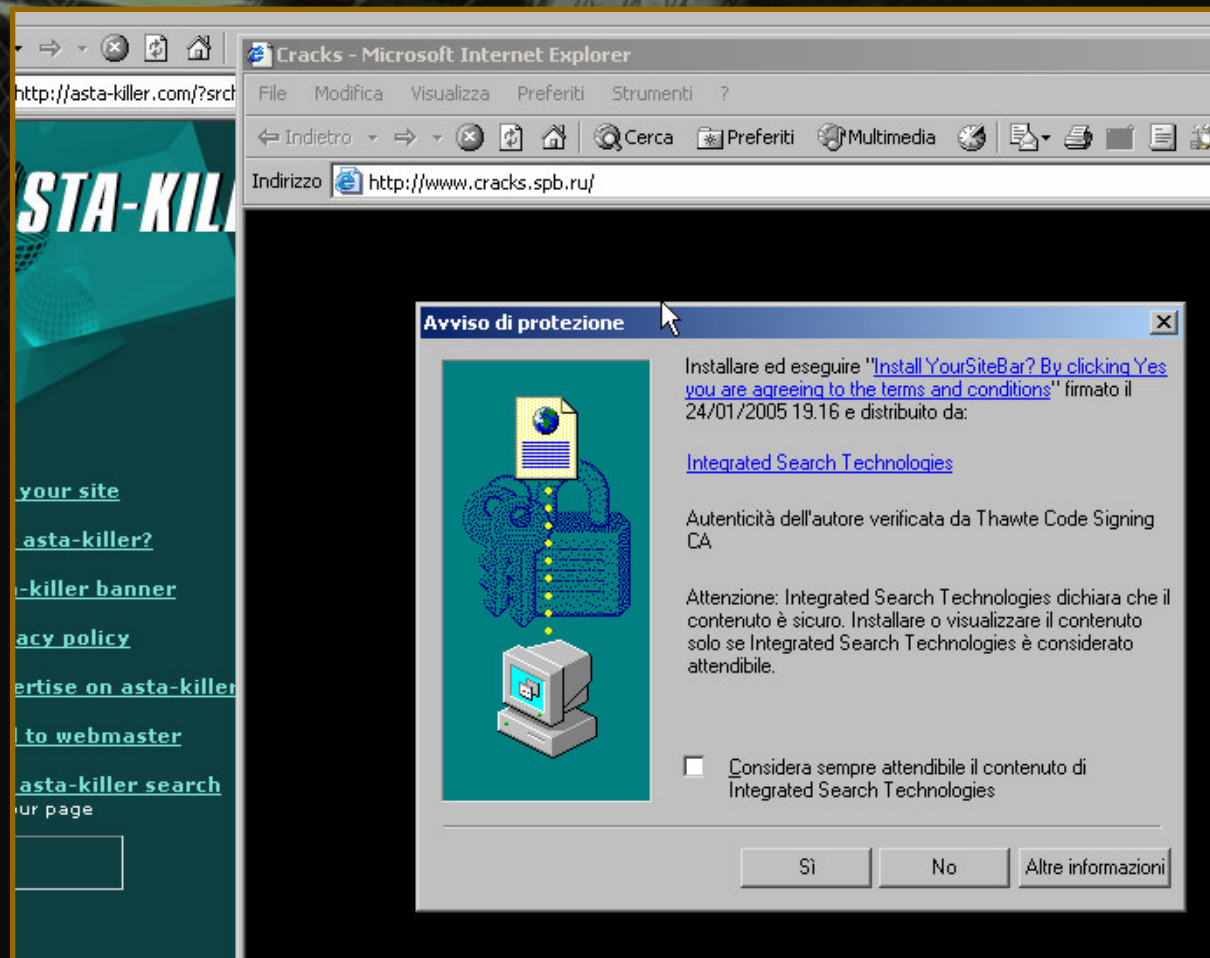 http://asta-killer.com/?srch
STA-KILL
your site
asta-killer?
-killer banner
acy policy
ertise on asta-killer
to webmaster
asta-killer search
ur page
Cracks - Microsoft Internet Explorer
File Modifica Visualizza Preferiti Strumenti ?
Indietro Cerca Preferiti Multimedia
Indirizzo http://www.cracks.spb.ru/
Avviso di protezione
Installare ed eseguire "Install YourSiteBar? By clicking Yes
you are agreeing to the terms and conditions" firmato il
24/01/2005 19.16 e distribuito da:
Integrated Search Technologies
Autenticità dell'autore verificata da Thawte Code Signing
CA
Attenzione: Integrated Search Technologies dichiara che il
contenuto è sicuro. Installare o visualizzare il contenuto
solo se Integrated Search Technologies è considerato
attendibile.
Considera sempre attendibile il contenuto di
Integrated Search Technologies
Sì No Altre informazioni